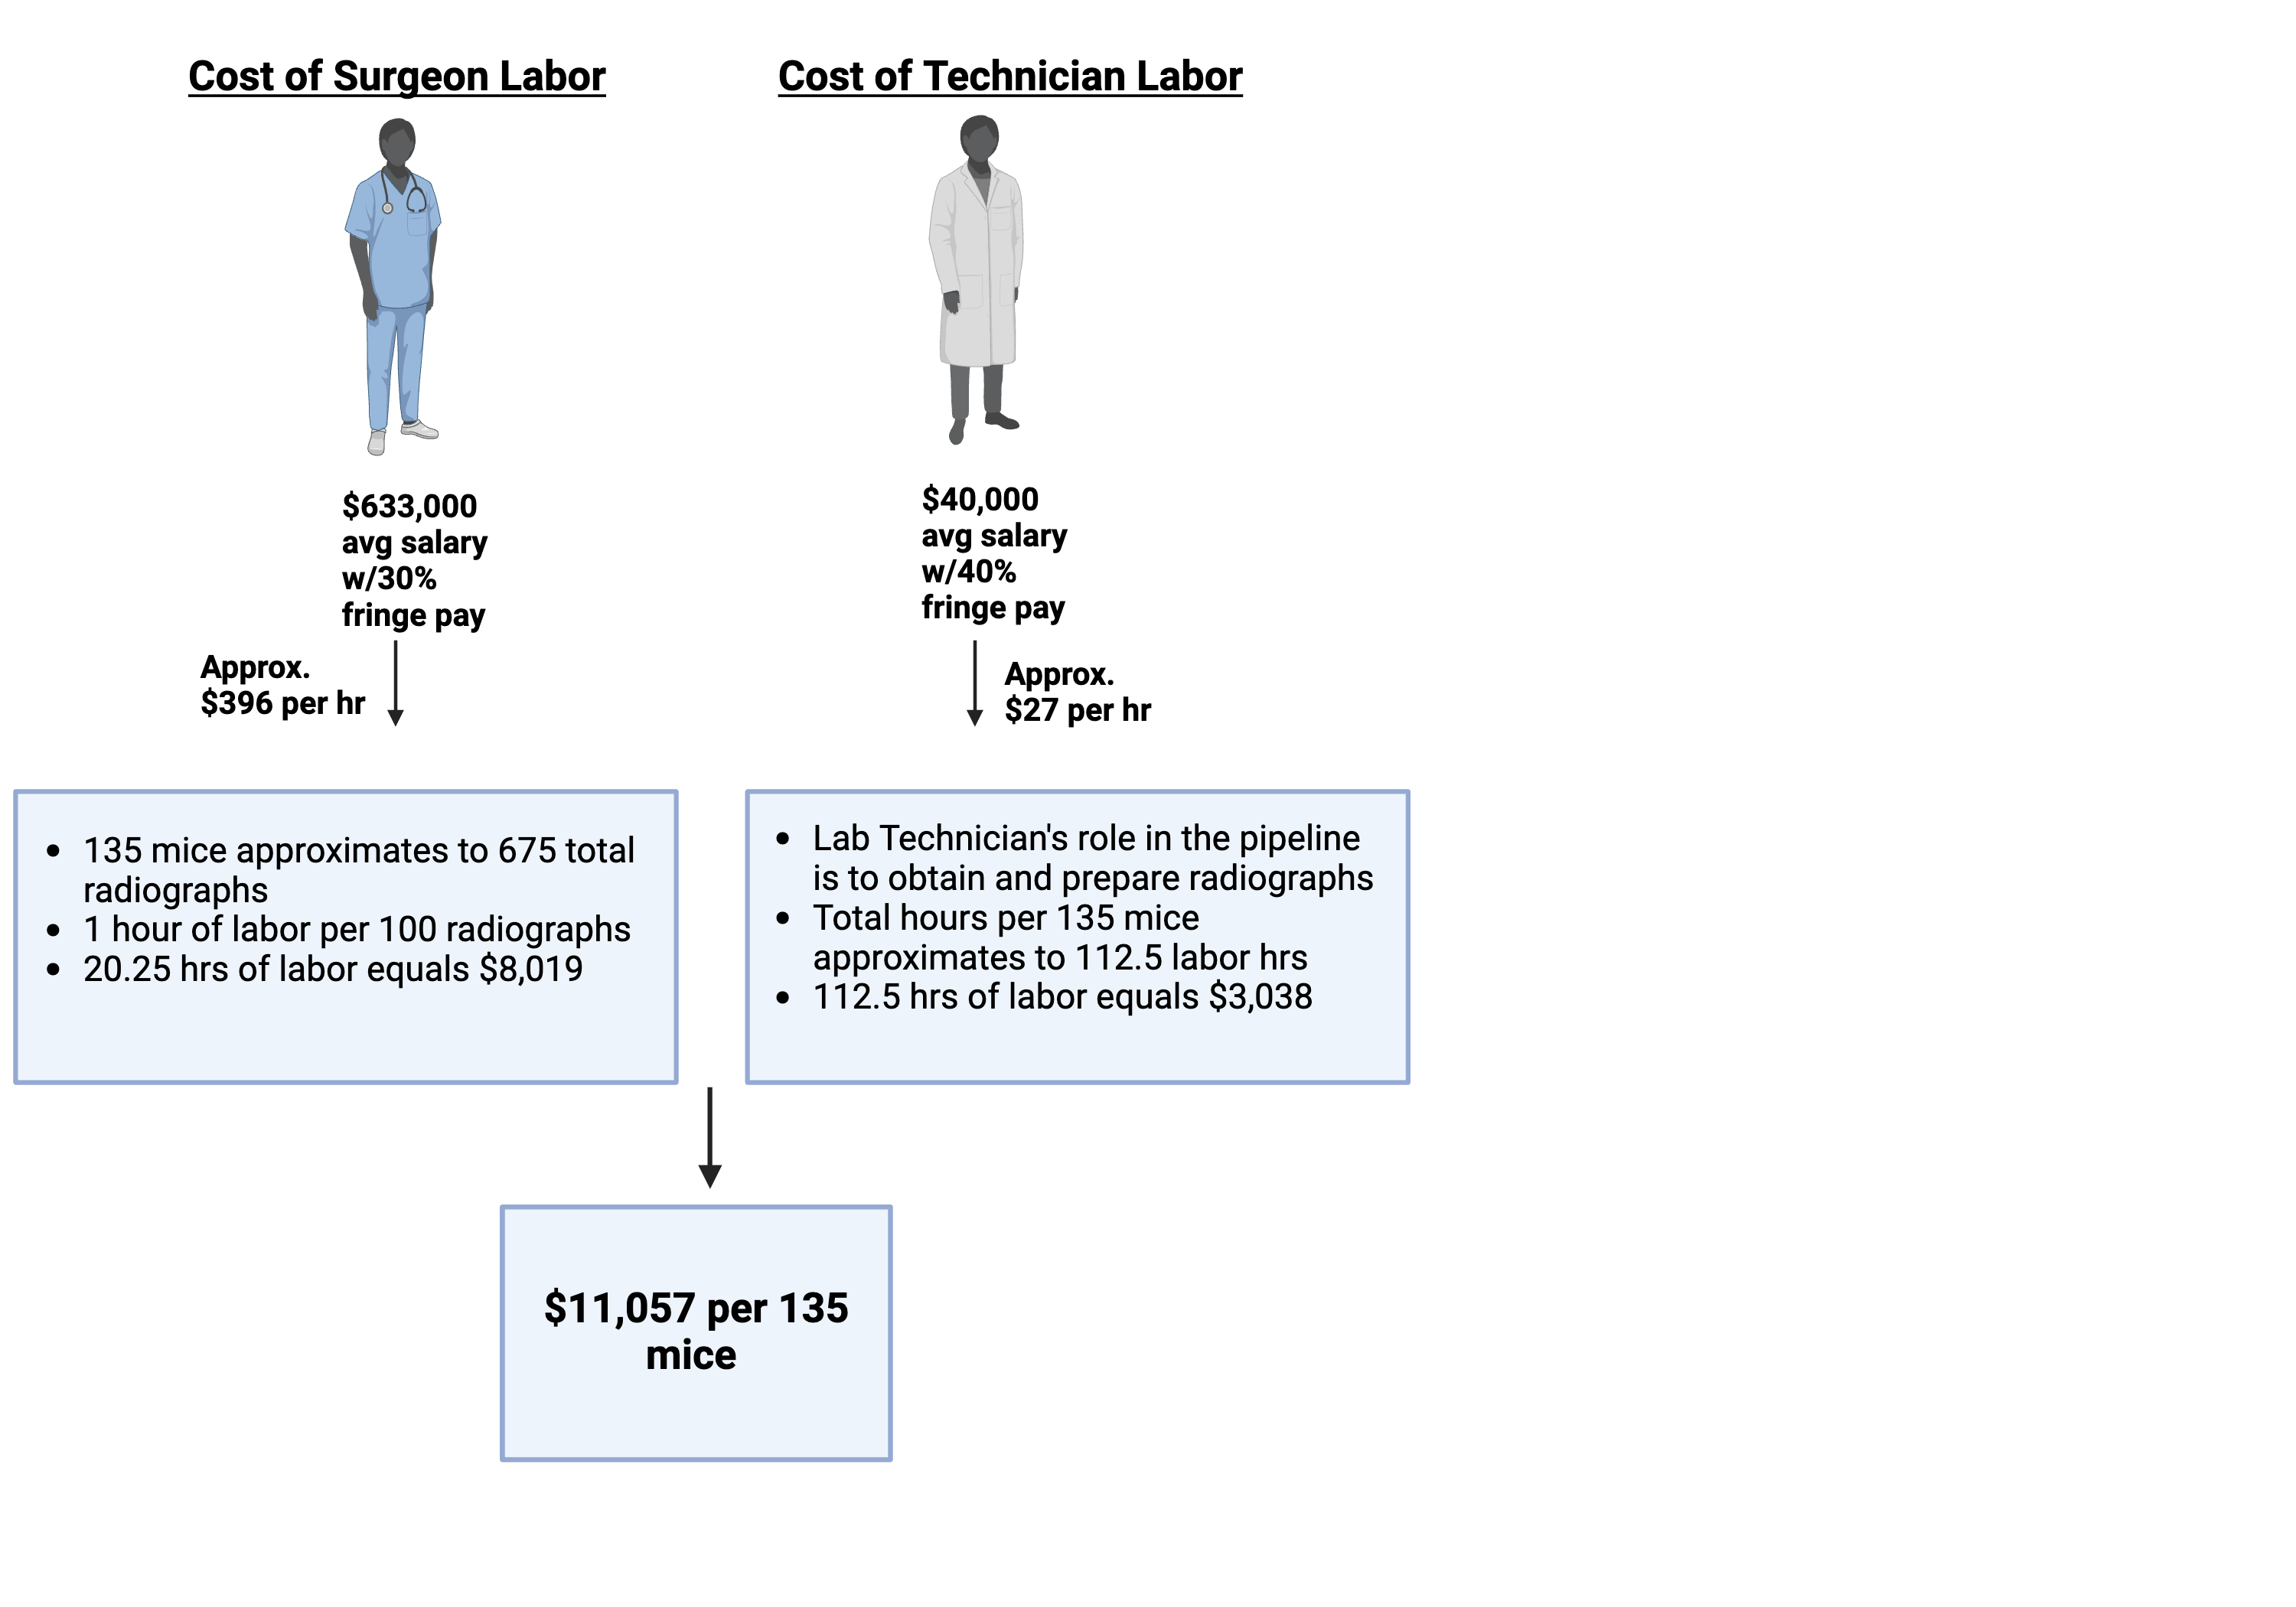 Cost of Surgeon Labor
Cost of Technician Labor
$633,000
avg salary
w/30%
fringe pay
$40,000
avg salary
w/40%
fringe pay
Approx.
$396 per hr
Approx.
$27 per hr
• 135 mice approximates to 675 total
radiographs
• 1 hour of labor per 100 radiographs
• 20.25 hrs of labor equals $8,019
• Lab Technician's role in the pipeline
is to obtain and prepare radiographs
• Total hours per 135 mice
approximates to 112.5 labor hrs
• 112.5 hrs of labor equals $3,038
$11,057 per 135
mice